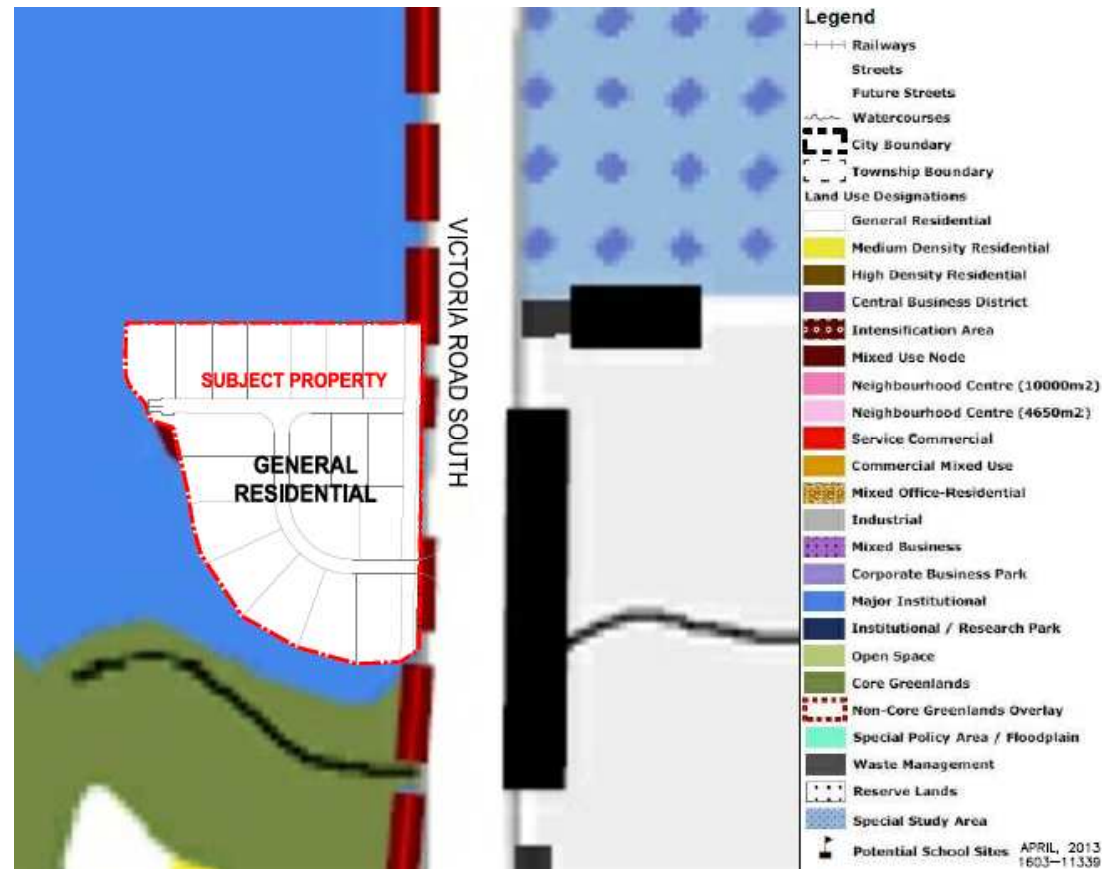 SUBJECT PROPERTY
GENERAL
RESIDENTIAL
VICTORIA ROAD SOUTH
Legend
Railways
Streets
Future Streets
Watercourses
City Boundary
Township Boundary
Land Use Designations
General Residential
Medium Density Residential
High Density Residential
Central Business District
Intensification Area
Mixed Use Node
Neighbourhood Centre (10000m2)
Neighbourhood Centre (4650m2)
Service Commercial
Commercial Mixed Use
Mixed Office-Residential
Industrial
Mixed Business
Corporate Business Park
Major Institutional
Institutional / Research Park
Open Space
Core Greenlands
Non-Core Greenlands Overlay
Special Policy Area / Floodplain
Waste Management
Reserve Lands
Special Study Area
Potential School Sites
APRIL, 2013
1603-11339